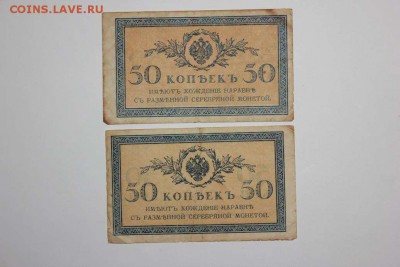 COINS.LAVE.RU
50 КОПѢЕКЪ 50
ИМѢЮТЪ ХОЖДЕНІЕ НАРАВНѢ
СЪ РАЗМѢННОЙ СЕРЕБРЯНОЙ МОНЕТОЙ.
50 КОПѢЕКЪ 50
ИМѢЮТЪ ХОЖДЕНІЕ НАРАВНѢ
СЪ РАЗМѢННОЙ СЕРЕБРЯНОЙ МОНЕТОЙ.